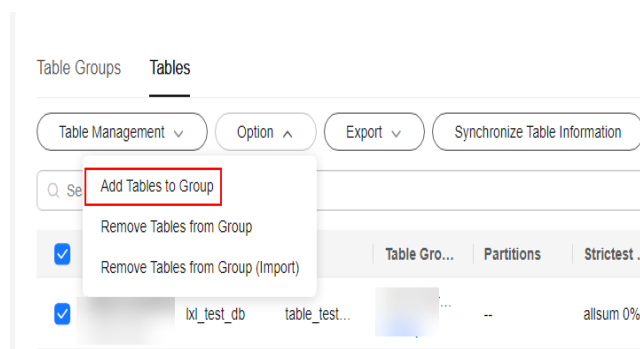 Table Groups Tables
Table Management Option Export Synchronize Table Information
Se
Add Tables to Group
Remove Tables from Group
Remove Tables from Group (Import)
Table Gro... Partitions Strictest .
lxl_test_db table_test... ... -- allsum 0%